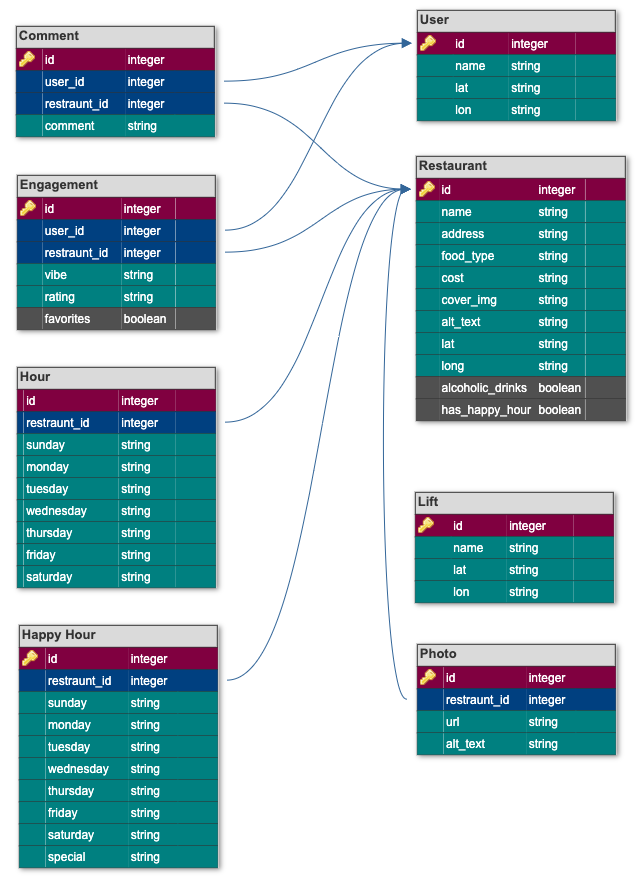 Comment
id integer
user_id integer
restraunt_id integer
comment string
Engagement
id integer
user_id integer
restraunt_id integer
vibe string
rating string
favorites boolean
Hour
id integer
restraunt_id integer
sunday string
monday string
tuesday string
wednesday string
thursday string
friday string
saturday string
Happy Hour
id integer
restraunt_id integer
sunday string
monday string
tuesday string
wednesday string
thursday string
friday string
saturday string
special string
User
id integer
name string
lat string
lon string
Restaurant
id integer
name string
address string
food_type string
cost string
cover_img string
alt_text string
lat string
long string
alcoholic_drinks boolean
has_happy_hour boolean
Lift
id integer
name string
lat string
lon string
Photo
id integer
restraunt_id integer
url string
alt_text string